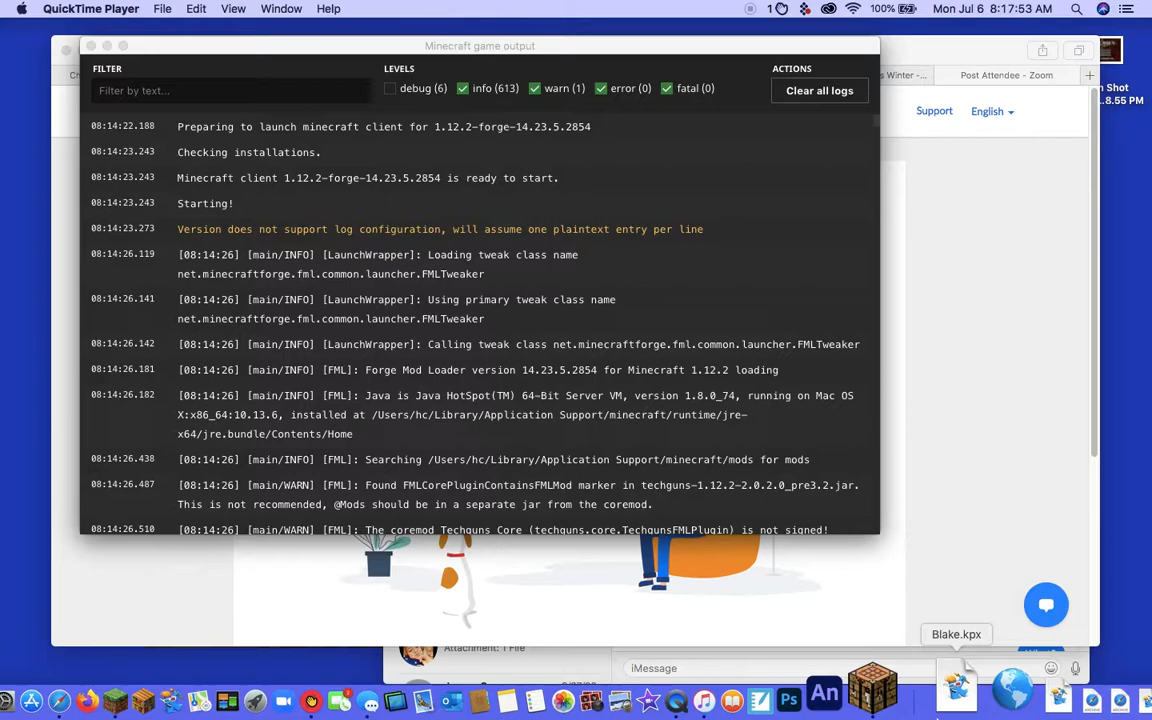 QuickTime Player File Edit View Window Help 1 100% Mon Jul 6 8:17:53 AM
Minecraft game output
FILTER LEVELS ACTIONS
Filter by text... debug (6) info (613) warn (1) error (0) fatal (0) Clear all logs
s Winter -... Post Attendee - Zoom
Support English
08:14:22.188 Preparing to launch minecraft client for 1.12.2-forge-14.23.5.2854
08:14:23.243 Checking installations.
08:14:23.243 Minecraft client 1.12.2-forge-14.23.5.2854 is ready to start.
08:14:23.243 Starting!
08:14:23.273 Version does not support log configuration, will assume one plaintext entry per line
08:14:26.119 [08:14:26] [main/INFO] [LaunchWrapper]: Loading tweak class name
net.minecraftforge.fml.common.launcher.FMLTweaker
08:14:26.141 [08:14:26] [main/INFO] [LaunchWrapper]: Using primary tweak class name
net.minecraftforge.fml.common.launcher.FMLTweaker
08:14:26.142 [08:14:26] [main/INFO] [LaunchWrapper]: Calling tweak class net.minecraftforge.fml.common.launcher.FMLTweaker
08:14:26.181 [08:14:26] [main/INFO] [FML]: Forge Mod Loader version 14.23.5.2854 for Minecraft 1.12.2 loading
08:14:26.182 [08:14:26] [main/INFO] [FML]: Java is Java HotSpot(TM) 64-Bit Server VM, version 1.8.0_74, running on Mac OS
X:x86_64:10.13.6, installed at /Users/hc/Library/Application Support/minecraft/runtime/jre-
x64/jre.bundle/Contents/Home
08:14:26.438 [08:14:26] [main/INFO] [FML]: Searching /Users/hc/Library/Application Support/minecraft/mods for mods
08:14:26.487 [08:14:26] [main/WARN] [FML]: Found FMLCorePluginContainsFMLMod marker in techguns-1.12.2-2.0.2.0_pre3.2.jar.
This is not recommended, @Mods should be in a separate jar from the coremod.
08:14:26.510 [08:14:26] [main/WARN] [FML]: The coremod Techguns Core (techguns.core.TechgunsFMLPlugin) is not signed!
n Shot
...8.55 PM
Blake.kpx
Attachment: 1 File
iMessage
Ps
An